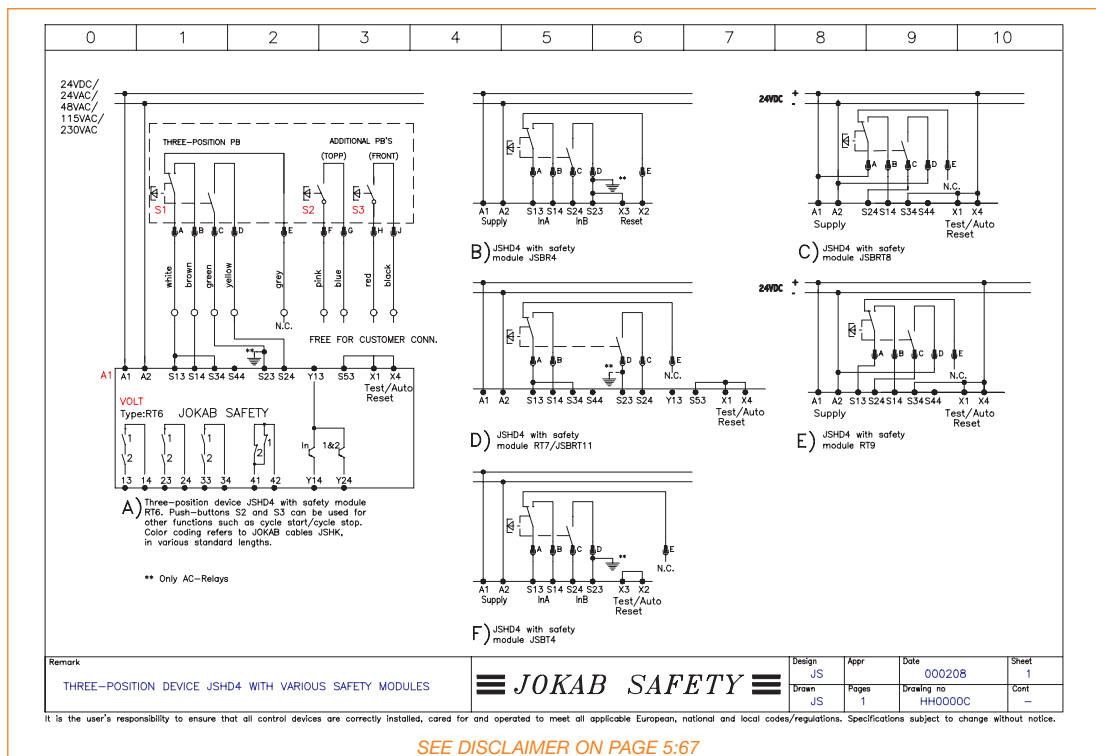 0 1 2 3 4 5 6 7 8 9 10
24VDC/
24VAC/
48VAC/
115VAC/
230VAC
THREE-POSITION PB
ADDITIONAL PB'S
(TOPP) (FRONT)
S1 S2 S3
A B C D E F G H J
white brown green yellow grey pink blue red black
N.C.
FREE FOR CUSTOMER CONN.
**
A1 A1 A2 S13 S14 S34 S44 S23 S24 Y13 S53 X1 X4
Test/Auto
Reset
VOLT
Type:RT6 JOKAB SAFETY
1 1 1 1
2 2 2 2
In 1&2
13 14 23 24 33 34 41 42 Y14 Y24
A) Three-position device JSHD4 with safety module
RT6. Push-buttons S2 and S3 can be used for
other functions such as cycle start/cycle stop.
Color coding refers to JOKAB cables JSHK,
in various standard lengths.
** Only AC-Relays
A B C D E
**
A1 A2 S13 S14 S24 S23 X3 X2
Supply InA InB Reset
B) JSHD4 with safety
module JSBR4
24VDC +
-
A B C D E
N.C.
A1 A2 S24 S14 S34 S44 X1 X4
Supply Test/Auto
Reset
C) JSHD4 with safety
module JSBRT8
A B D C E
**
N.C.
A1 A2 S13 S14 S34 S44 S23 S24 Y13 S53 X1 X4
Test/Auto
Reset
D) JSHD4 with safety
module RT7/JSBRT11
24VDC +
-
A B C D E
N.C.
A1 A2 S13 S14 S24 S34 S44 X1 X4
Supply Test/Auto
Reset
E) JSHD4 with safety
module RT9
A B C D E
**
N.C.
A1 A2 S13 S14 S24 S23 X3 X2
Supply InA InB Test/Auto
Reset
F) JSHD4 with safety
module JSBT4
Remark
THREE-POSITION DEVICE JSHD4 WITH VARIOUS SAFETY MODULES
JOKAB SAFETY
Design Appr Date Sheet
JS 000208 1
Drawn Pages Drawing no Cont
JS 1 HH0000C -
It is the user's responsibility to ensure that all control devices are correctly installed, cared for and operated to meet all applicable European, national and local codes/regulations. Specifications subject to change without notice.
SEE DISCLAIMER ON PAGE 5:67